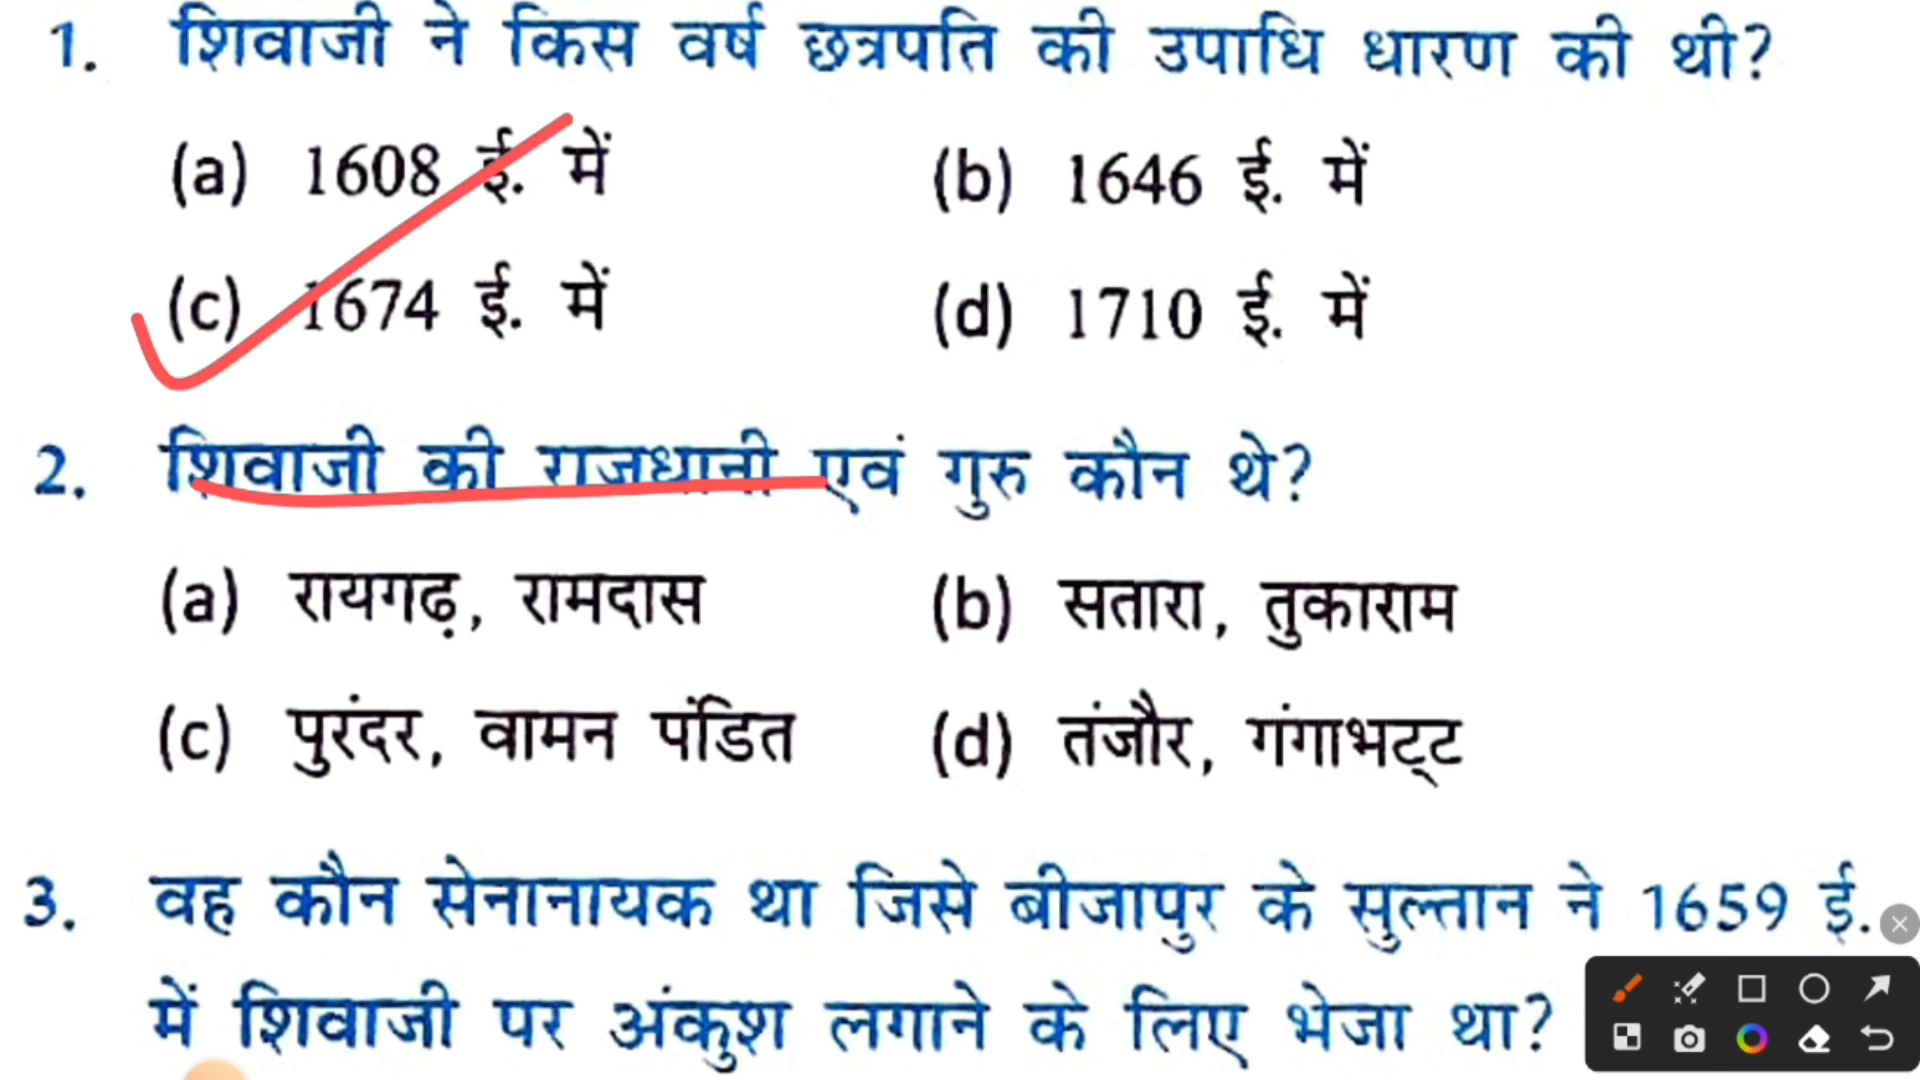 1. शिवाजी ने किस वर्ष छत्रपति की उपाधि धारण की थी?
(a) 1608 ई. में (b) 1646 ई. में
(c) 1674 ई. में (d) 1710 ई. में
2. शिवाजी की राजधानी एवं गुरु कौन थे?
(a) रायगढ़, रामदास (b) सतारा, तुकाराम
(c) पुरंदर, वामन पंडित (d) तंजौर, गंगाभट्ट
3. वह कौन सेनानायक था जिसे बीजापुर के सुल्तान ने 1659 ई.
में शिवाजी पर अंकुश लगाने के लिए भेजा था?